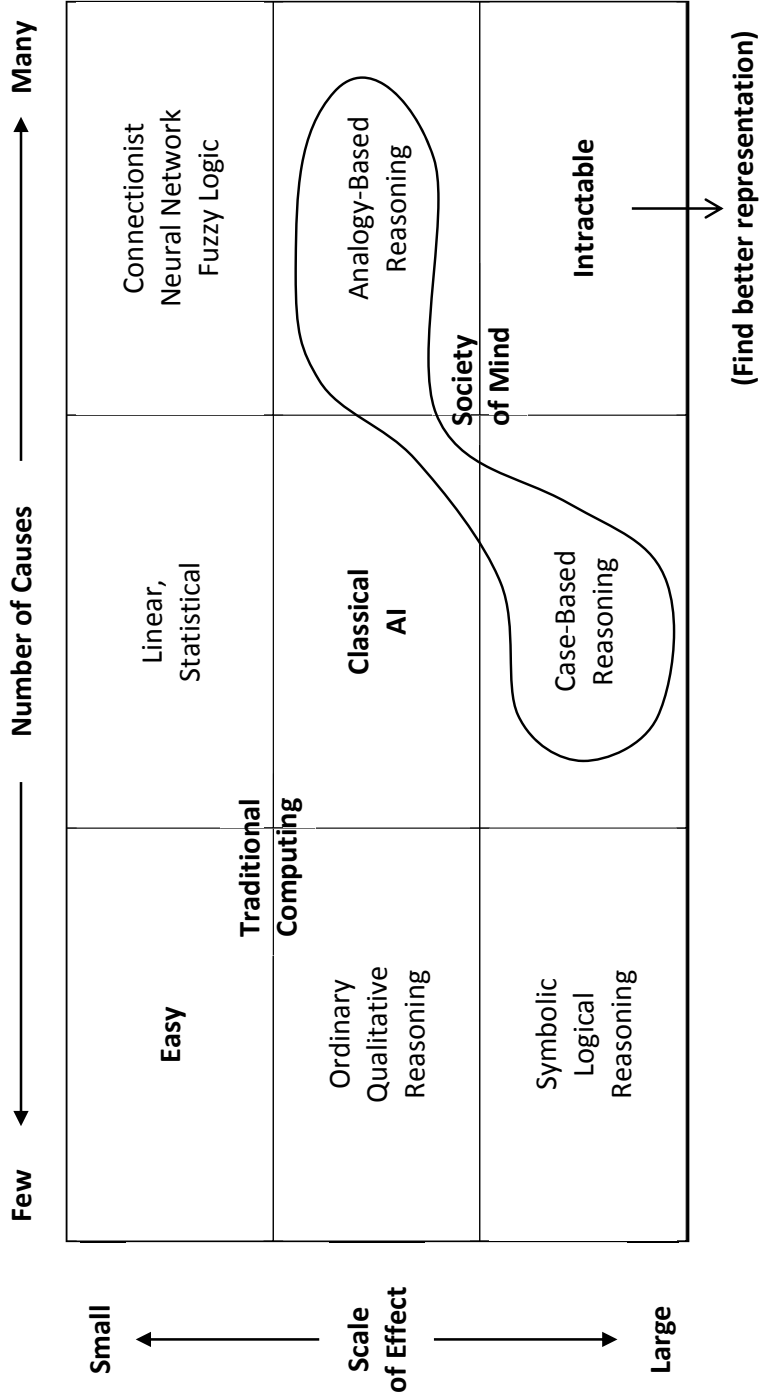 Few
Number of Causes
Many
Small
Scale
of Effect
Large
Easy
Linear,
Statistical
Connectionist
Neural Network
Fuzzy Logic
Traditional
Computing
Ordinary
Qualitative
Reasoning
Classical
AI
Analogy-Based
Reasoning
Society
of Mind
Symbolic
Logical
Reasoning
Case-Based
Reasoning
Intractable
(Find better representation)